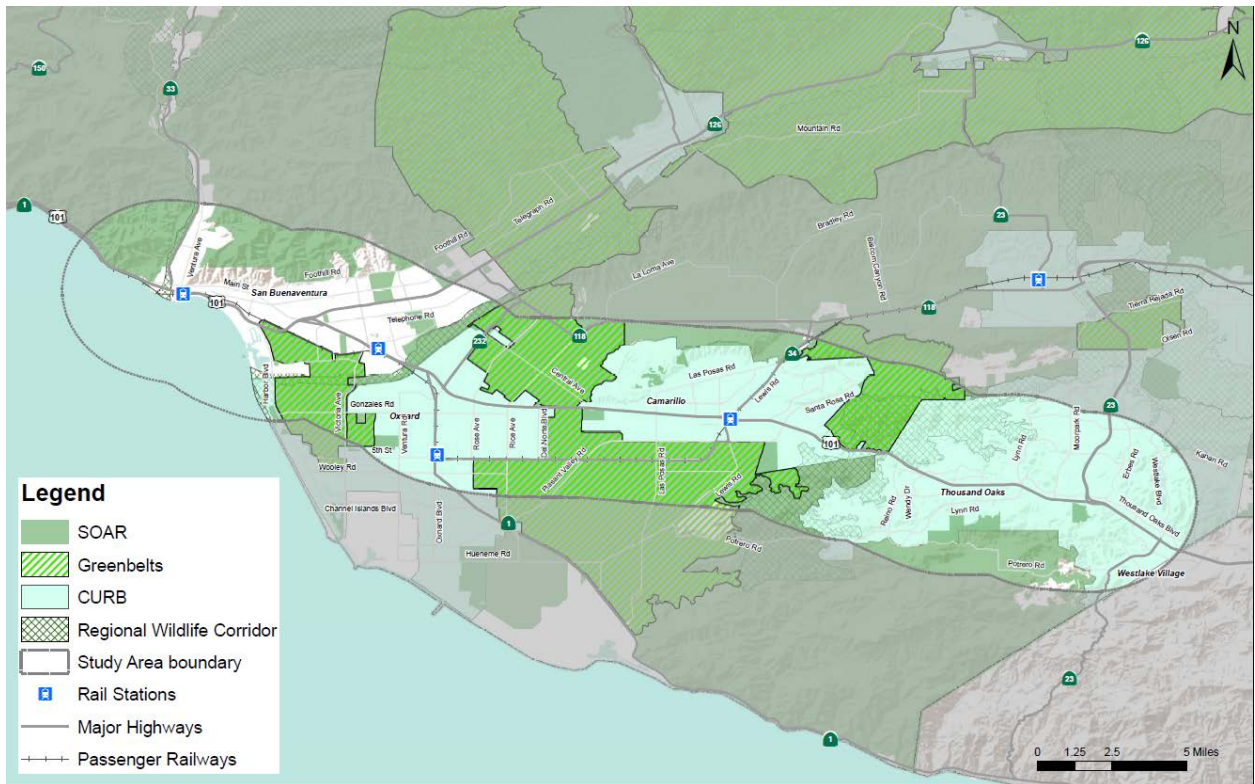 N
126
150
33
126
Mountain Rd
1
101
Telegraph Rd
Bradley Rd
23
Ventura Ave
Foothill Rd
Balcom Canyon Rd
La Loma Ave
Foothill Rd
Main St
San Buenaventura
101
118
Tierra Rejada Rd
Telephone Rd
Olsen Rd
232
118
34
Las Posas Rd
Central Ave
Lewis Rd
Harbor Blvd
Victoria Ave
Gonzales Rd
Camarillo
Santa Rosa Rd
23
Oxnard
Ventura Rd
Rose Ave
Rice Ave
Del Norte Blvd
101
Lynn Rd
Moorpark Rd
5th St
Erbes Rd
Westlake Blvd
Kanan Rd
Wooley Rd
Pleasant Valley Rd
Las Posas Rd
Lewis Rd
Thousand Oaks
Reino Rd
Wendy Dr
Lynn Rd
Thousand Oaks Blvd
Channel Islands Blvd
Oxnard Blvd
1
Hueneme Rd
Potrero Rd
Potrero Rd
Westlake Village
23
1
Legend
SOAR
Greenbelts
CURB
Regional Wildlife Corridor
Study Area boundary
Rail Stations
Major Highways
Passenger Railways
0 1.25 2.5 5 Miles